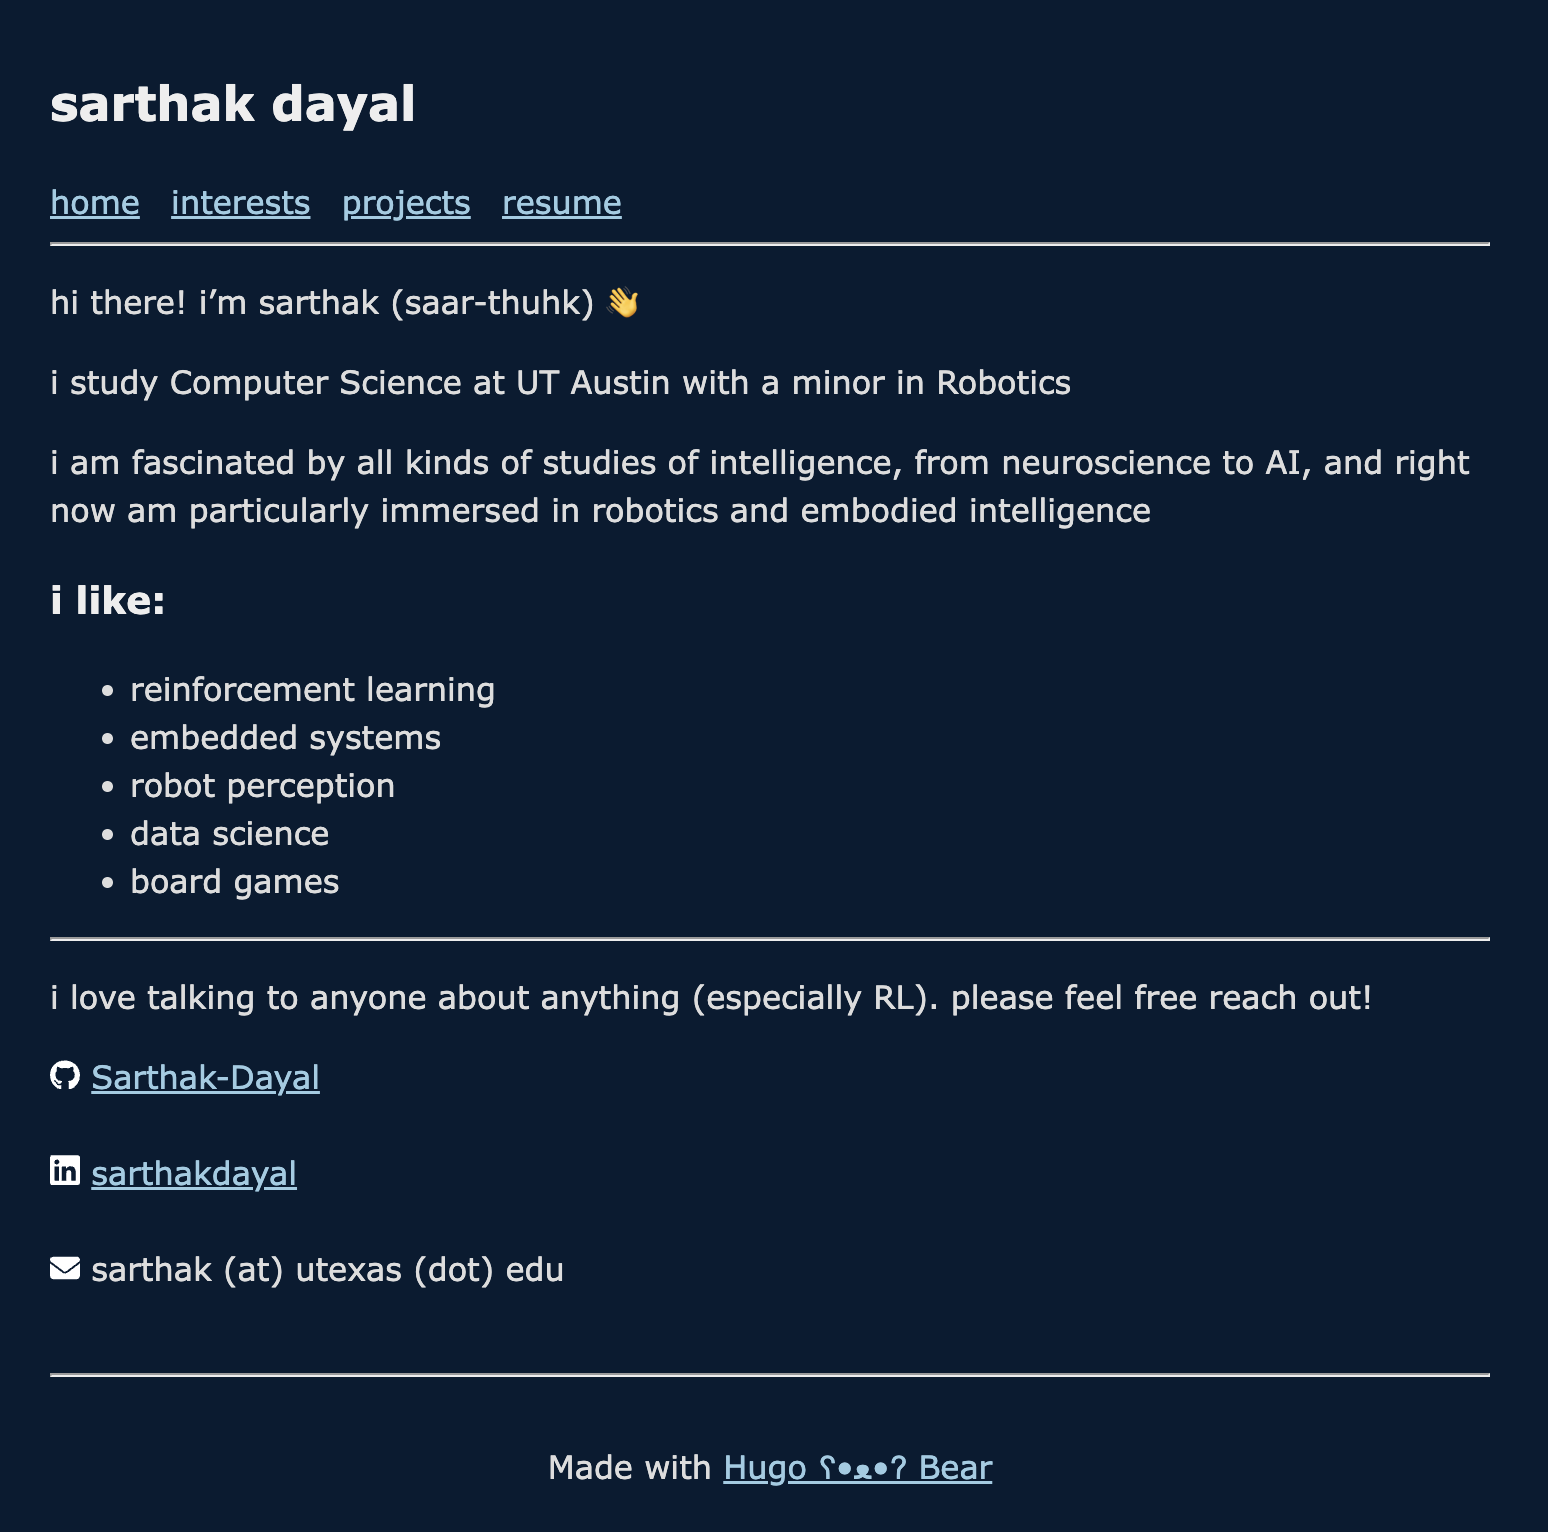 sarthak dayal
home interests projects resume
hi there! i’m sarthak (saar-thuhk) 👋
i study Computer Science at UT Austin with a minor in Robotics
i am fascinated by all kinds of studies of intelligence, from neuroscience to AI, and right
now am particularly immersed in robotics and embodied intelligence
i like:
• reinforcement learning
• embedded systems
• robot perception
• data science
• board games
i love talking to anyone about anything (especially RL). please feel free reach out!
Sarthak-Dayal
sarthakdayal
sarthak (at) utexas (dot) edu
Made with Hugo ʕ•ᴥ•ʔ Bear